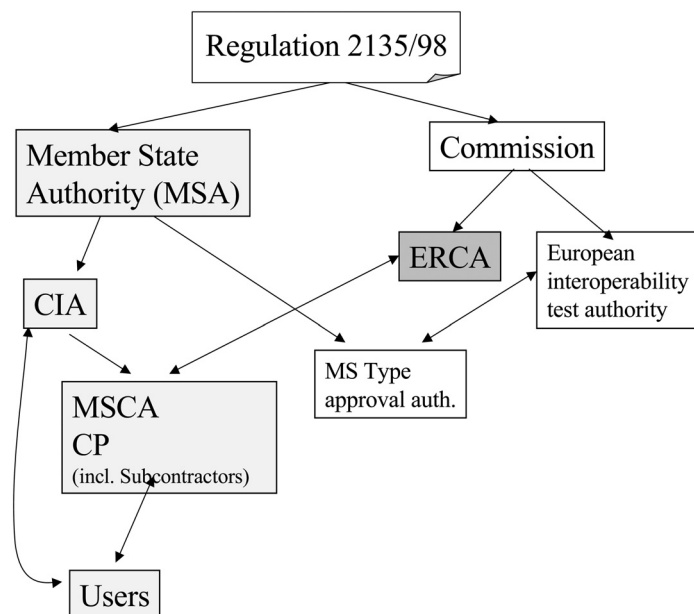 Regulation 2135/98
Member State
Authority (MSA)
Commission
ERCA
European
interoperability
test authority
CIA
MS Type
approval auth.
MSCA
CP
(incl. Subcontractors)
Users